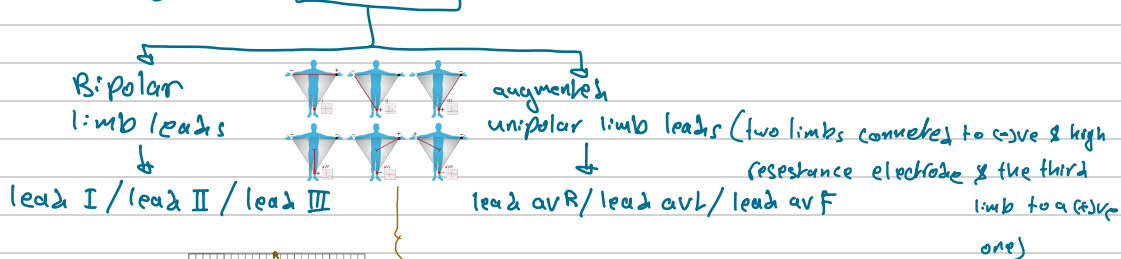 Bipolar
limb leads
lead I / lead II / lead III
augmented
unipolar limb leads (two limbs connected to (-)ve & high
resestance electrode & the third
limb to a (+)ve
one)
lead avR / lead avL / lead avF